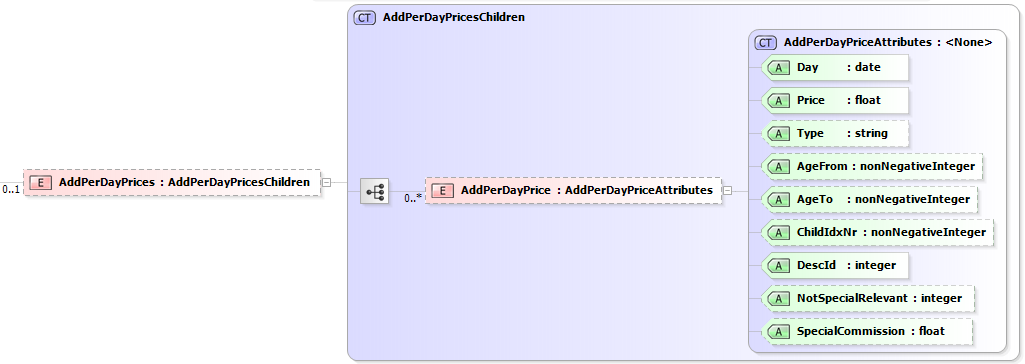 CT AddPerDayPricesChildren
CT AddPerDayPriceAttributes : <None>
A Day : date
A Price : float
A Type : string
A AgeFrom : nonNegativeInteger
0..1 E AddPerDayPrices : AddPerDayPricesChildren
0..* E AddPerDayPrice : AddPerDayPriceAttributes
A AgeTo : nonNegativeInteger
A ChildIdxNr : nonNegativeInteger
A DescId : integer
A NotSpecialRelevant : integer
A SpecialCommission : float